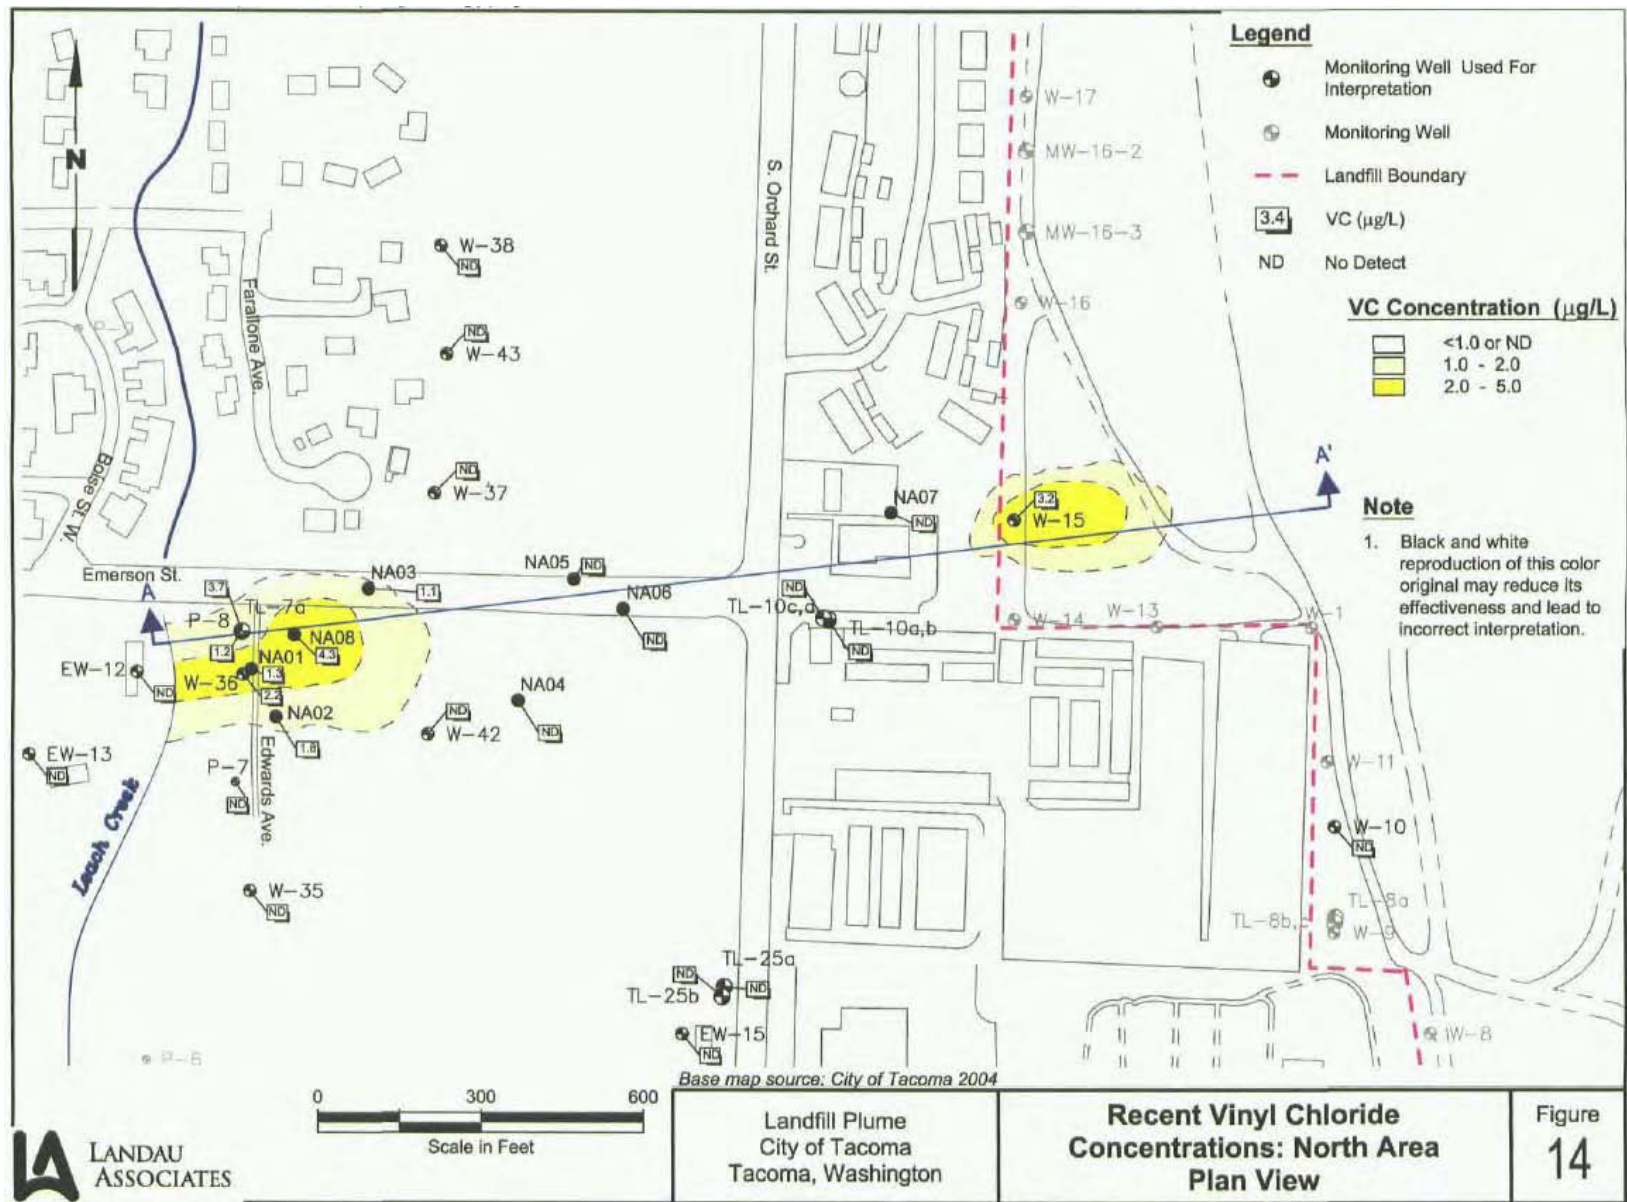 Legend
Monitoring Well Used For
Interpretation
Monitoring Well
Landfill Boundary
3.4
VC (µg/L)
ND
No Detect
VC Concentration (µg/L)
<1.0 or ND
1.0 - 2.0
2.0 - 5.0
Note
1. Black and white
reproduction of this color
original may reduce its
effectiveness and lead to
incorrect interpretation.
N
W-17
MW-16-2
MW-16-3
W-16
S. Orchard St.
W-38
ND
ND
W-43
Farallone Ave.
Boise St. W.
ND
W-37
NA07
ND
3.2
W-15
A'
Emerson St.
A
NA05
ND
NA03
1.1
3.7
TL-7a
P-8
NA08
4.3
1.2
NA01
1.3
W-36
2.2
NA02
1.8
EW-12
ND
EW-13
ND
NA06
ND
ND
TL-10c,d
TL-10a,b
ND
W-14
W-13
W-1
NA04
ND
ND
W-42
P-7
ND
Edwards Ave.
Leach Creek
W-35
ND
W-11
W-10
ND
TL-8a
TL-8b,
W-9
W-8
TL-25a
ND
ND
TL-25b
EW-15
ND
P-6
Base map source: City of Tacoma 2004
0 300 600
Scale in Feet
LA
LANDAU
ASSOCIATES
Landfill Plume
City of Tacoma
Tacoma, Washington
Recent Vinyl Chloride
Concentrations: North Area
Plan View
Figure
14